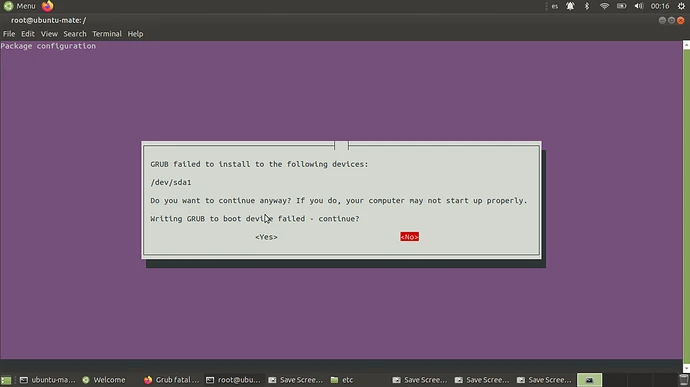 Menu
es
00:16
root@ubuntu-mate: /
File Edit View Search Terminal Help
Package configuration
GRUB failed to install to the following devices:
/dev/sda1
Do you want to continue anyway? If you do, your computer may not start up properly.
Writing GRUB to boot device failed - continue?
<Yes> <No>
ubuntu-ma... Welcome Grub fatal ... root@ubu... Save Scree... etc Save Scree... Save Scree... Save Scree...